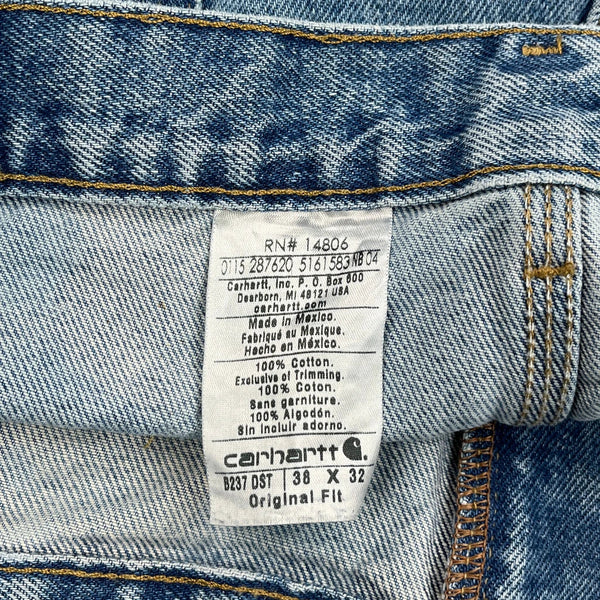 RN# 14806
0115 287620 5161583 NB 04
Carhartt, Inc. P. O. Box 600
Dearborn, MI 48121 USA
carhartt.com
Made in Mexico.
Fabriqué au Mexique.
Hecho en México.
100% Cotton.
Exclusive of Trimming.
100% Coton.
Sans garniture.
100% Algodón.
Sin incluir adorno.
carhartt
B237 DST 38 X 32
Original Fit